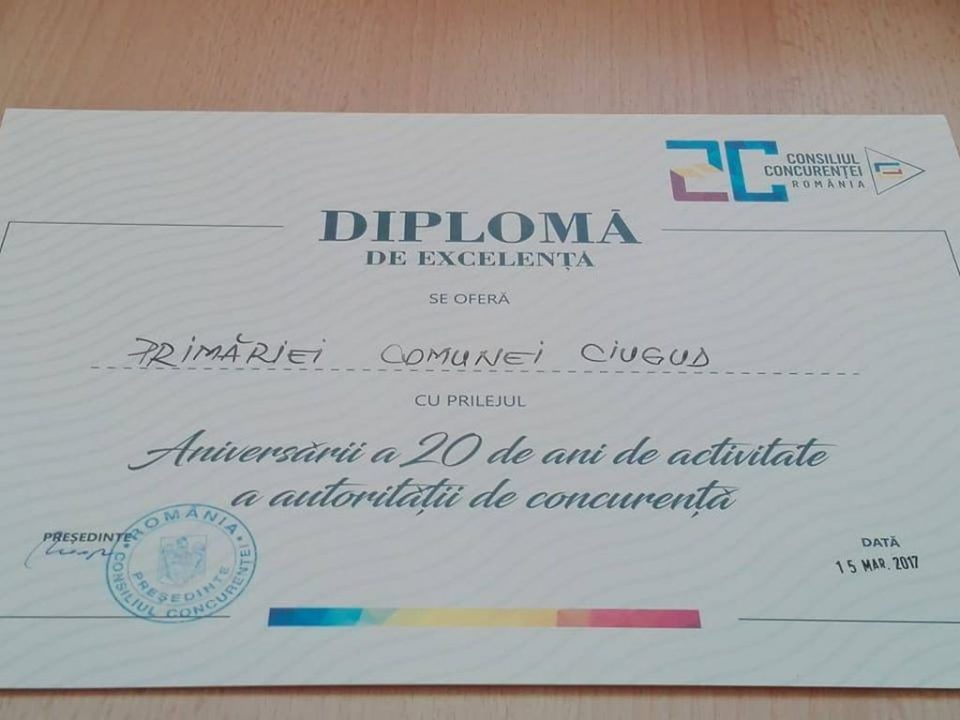 CONSILIUL
CONCURENȚEI
ROMÂNIA
DIPLOMĂ
DE EXCELENȚĂ
SE OFERĂ
PRIMĂRIEI COMUNEI CIUGUD
CU PRILEJUL
Aniversării a 20 de ani de activitate
a autorității de concurență
PREȘEDINTE
ROMÂNIA
PREȘEDINTE
CONSILIUL CONCURENȚEI
DATĂ
15 MAR. 2017